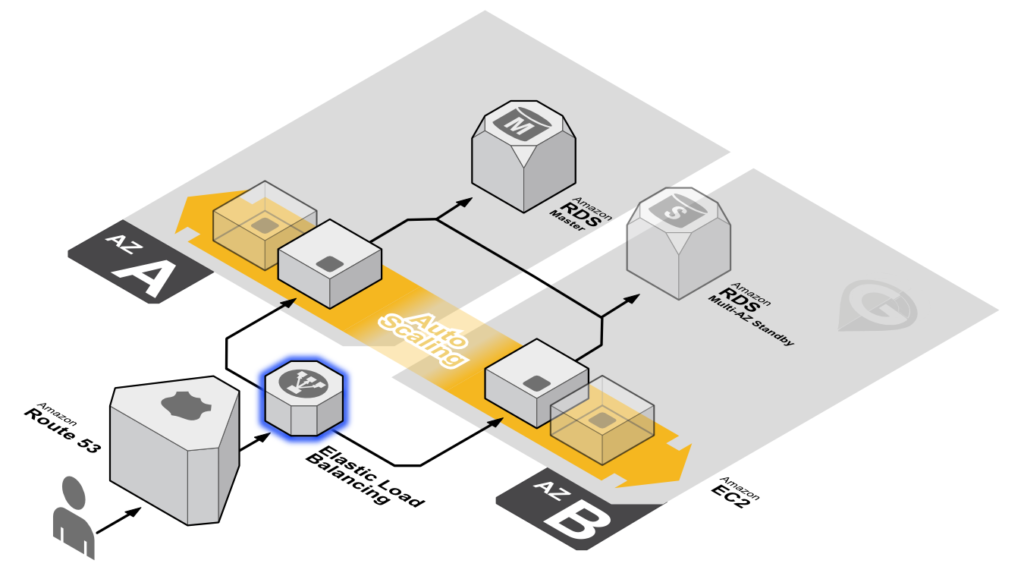 M
Amazon
RDS
Master
S
Amazon
RDS
Multi-AZ Standby
AZ
A
Auto
Scaling
Amazon
Route 53
Elastic Load
Balancing
AZ
B
Amazon
EC2
G